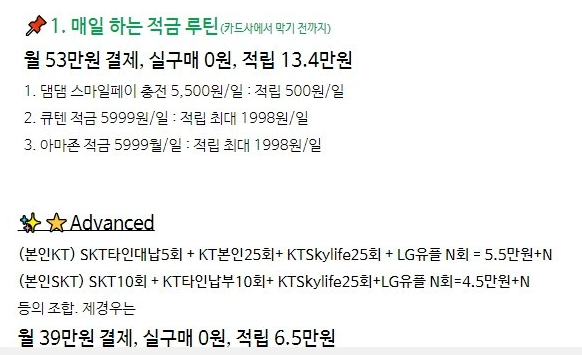 📌 1. 매일 하는 적금 루틴(카드사에서 막기 전까지)
월 53만원 결제, 실구매 0원, 적립 13.4만원
1. 댐댐 스마일페이 충전 5,500원/일 : 적립 500원/일
2. 큐텐 적금 5999원/일 : 적립 최대 1998원/일
3. 아마존 적금 5999월/일 : 적립 최대 1998원/일
✨⭐Advanced
(본인KT) SKT타인대납5회 + KT본인25회+ KTSkylife25회 + LG유플 N회 = 5.5만원+N
(본인SKT) SKT10회 + KT타인납부10회+ KTSkylife25회+LG유플 N회=4.5만원+N
등의 조합. 제경우는
월 39만원 결제, 실구매 0원, 적립 6.5만원